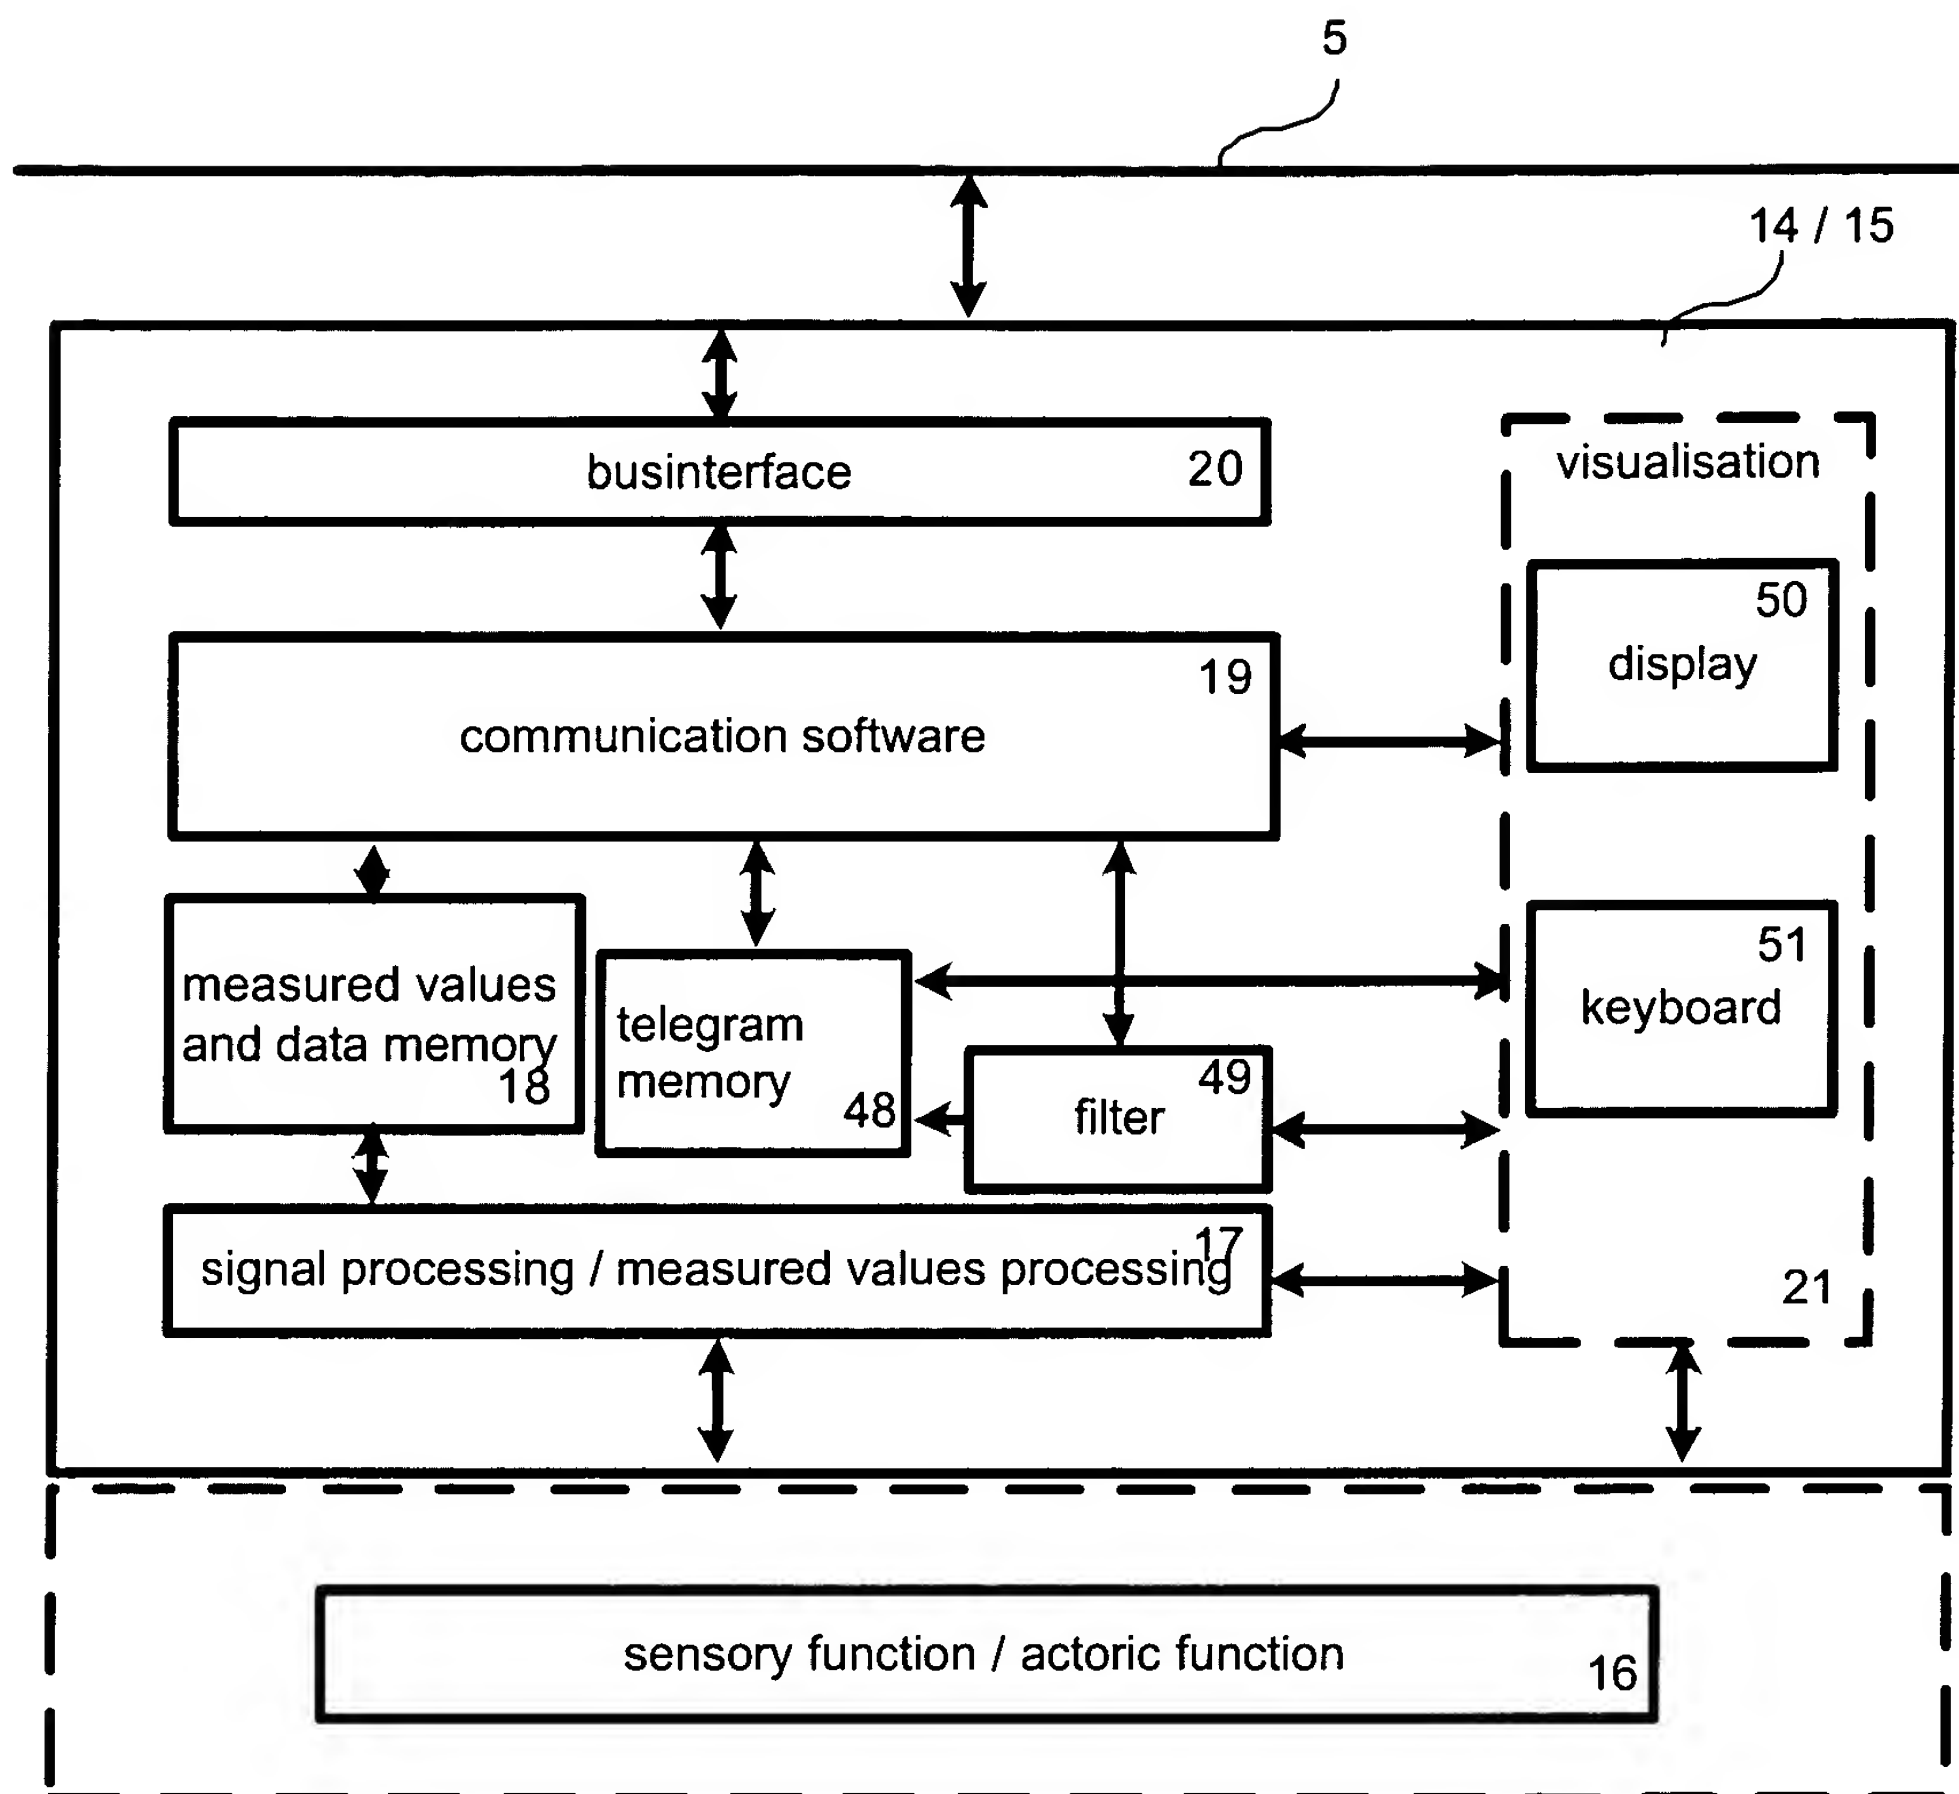 5
14 / 15
businterface 20
visualisation
50
display
19
communication software
51
keyboard
measured values
and data memory
18
telegram
memory
48
49
filter
17
signal processing / measured values processing
21
sensory function / actoric function
16